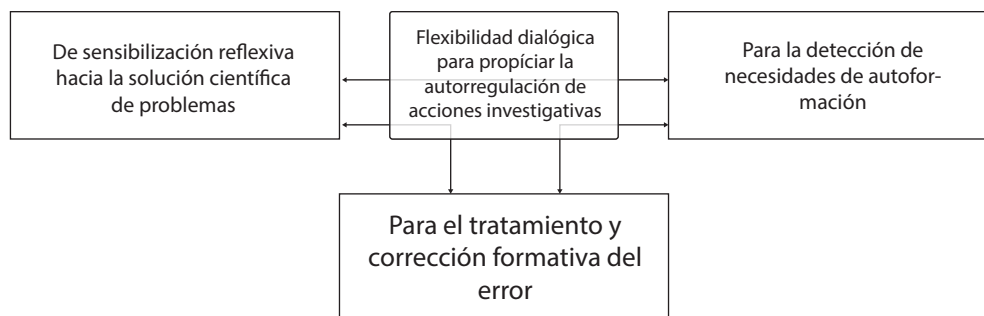 De sensibilización reflexiva
hacia la solución científica
de problemas
Flexibilidad dialógica
para propíciar la
autorregulación de
acciones investigativas
Para la detección de
necesidades de autofor-
mación
Para el tratamiento y
corrección formativa del
error